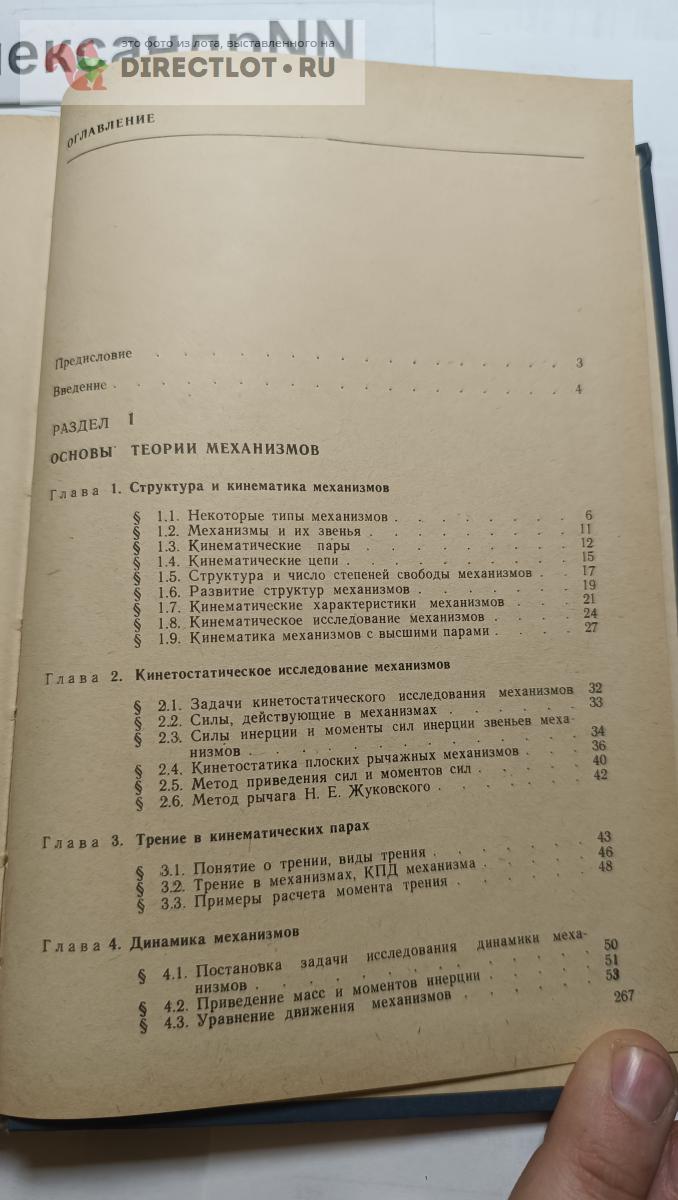 это фото из лота, выставленного на
DIRECTLOT•RU
ОГЛАВЛЕНИЕ
Предисловие . . . . . . . . . . . . . . . . 3
Введение . . . . . . . . . . . . . . . . . 4
РАЗДЕЛ 1
ОСНОВЫ ТЕОРИИ МЕХАНИЗМОВ
Глава 1. Структура и кинематика механизмов
§ 1.1. Некоторые типы механизмов . . . . . . . 6
§ 1.2. Механизмы и их звенья . . . . . . . . 11
§ 1.3. Кинематические пары . . . . . . . . 12
§ 1.4. Кинематические цепи . . . . . . . . . 15
§ 1.5. Структура и число степеней свободы механизмов . . 17
§ 1.6. Развитие структур механизмов . . . . . . 19
§ 1.7. Кинематические характеристики механизмов . . . 21
§ 1.8. Кинематическое исследование механизмов . . . . 24
§ 1.9. Кинематика механизмов с высшими парами . . . . 27
Глава 2. Кинетостатическое исследование механизмов
§ 2.1. Задачи кинетостатического исследования механизмов 32
§ 2.2. Силы, действующие в механизмах . . . . . . 33
§ 2.3. Силы инерции и моменты сил инерции звеньев меха-
низмов . . . . . . . . . . . . . 34
§ 2.4. Кинетостатика плоских рычажных механизмов . . . 36
§ 2.5. Метод приведения сил и моментов сил . . . . . 40
§ 2.6. Метод рычага Н. Е. Жуковского . . . . . . 42
Глава 3. Трение в кинематических парах
§ 3.1. Понятие о трении, виды трения . . . . . . 43
§ 3.2. Трение в механизмах, КПД механизма . . . . . 46
§ 3.3. Примеры расчета момента трения . . . . . . 48
Глава 4. Динамика механизмов
§ 4.1. Постановка задачи исследования динамики меха-
низмов . . . . . . . . . . . . . 50
§ 4.2. Приведение масс и моментов инерции . . . . . 51
§ 4.3. Уравнение движения механизмов . . . . . . 53
267